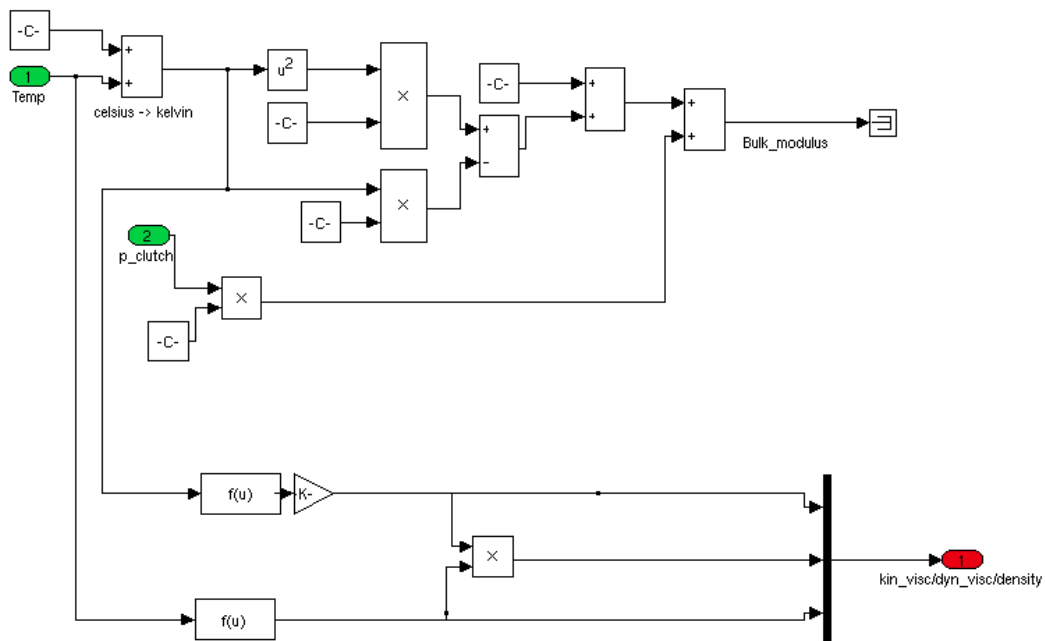 -C-
+
+
1
Temp
celsius -> kelvin
u²
-C-
×
-C-
+
+
+
-
+
+
Bulk_modulus
×
-C-
2
p_clutch
×
-C-
f(u)
K-
×
1
kin_visc/dyn_visc/density
f(u)